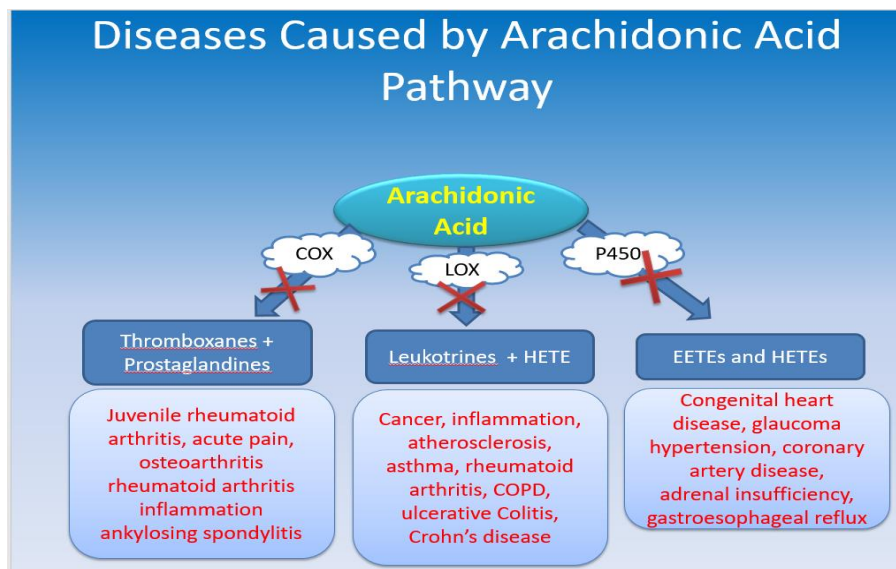 Diseases Caused by Arachidonic Acid
Pathway
Arachidonic
Acid
COX
LOX
P450
Thromboxanes +
Prostaglandines
Leukotrines + HETE
EETEs and HETEs
Juvenile rheumatoid
arthritis, acute pain,
osteoarthritis
rheumatoid arthritis
inflammation
ankylosing spondylitis
Cancer, inflammation,
atherosclerosis,
asthma, rheumatoid
arthritis, COPD,
ulcerative Colitis,
Crohn’s disease
Congenital heart
disease, glaucoma
hypertension, coronary
artery disease,
adrenal insufficiency,
gastroesophageal reflux